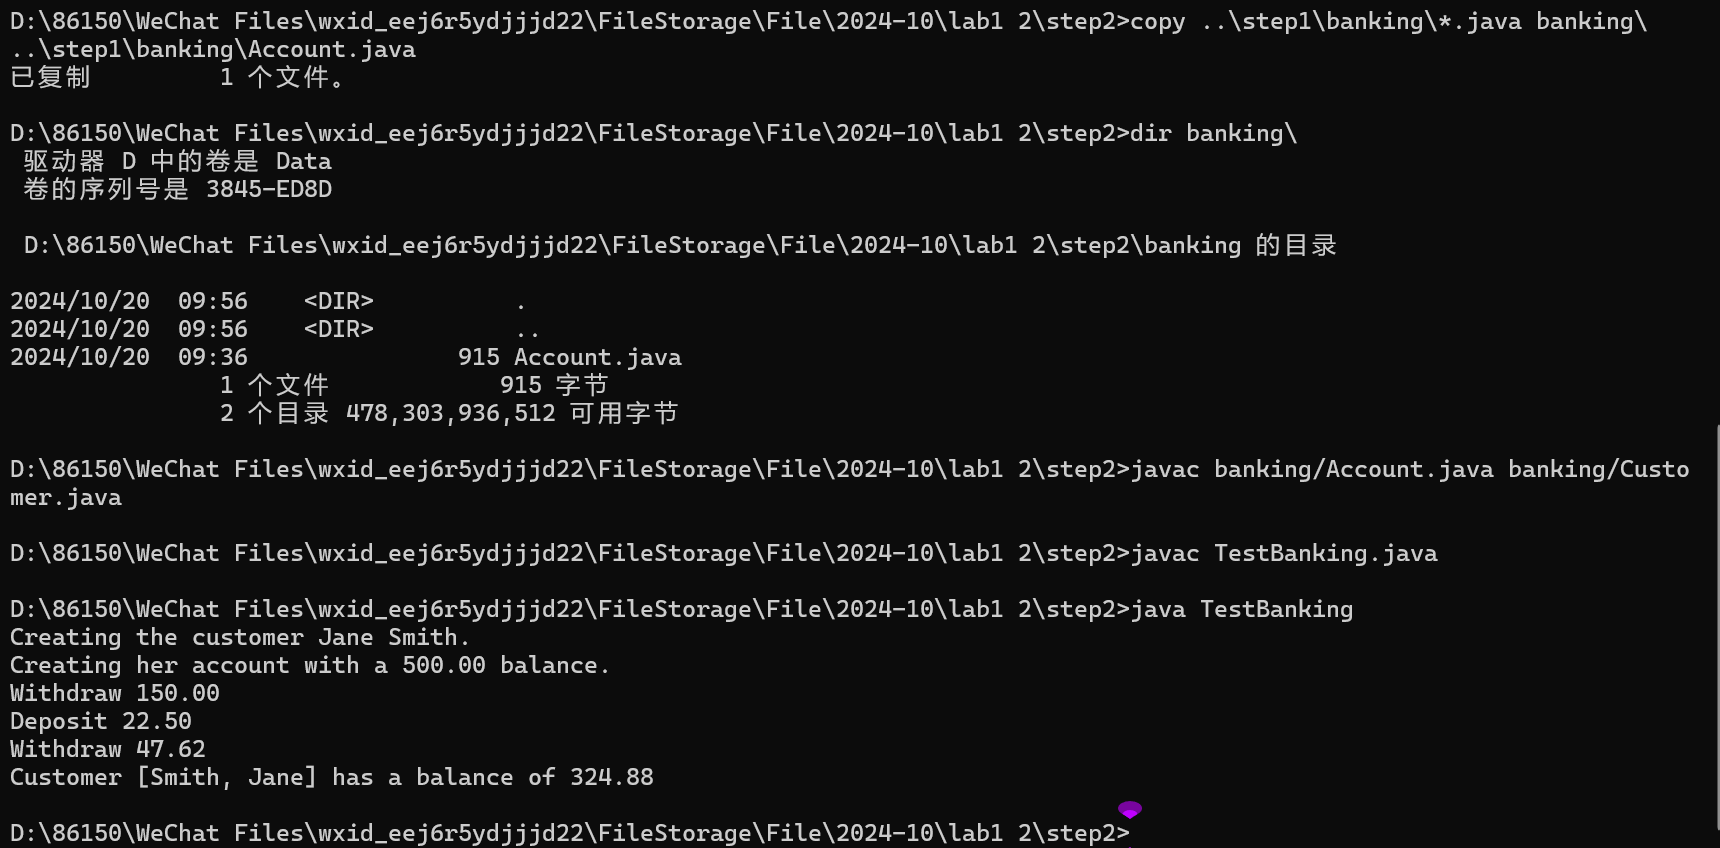 D:\86150\WeChat Files\wxid_eej6r5ydjjjd22\FileStorage\File\2024-10\lab1 2\step2>copy ..\step1\banking\*.java banking\
..\step1\banking\Account.java
已复制         1 个文件。
D:\86150\WeChat Files\wxid_eej6r5ydjjjd22\FileStorage\File\2024-10\lab1 2\step2>dir banking\
 驱动器 D 中的卷是 Data
 卷的序列号是 3845-ED8D
 D:\86150\WeChat Files\wxid_eej6r5ydjjjd22\FileStorage\File\2024-10\lab1 2\step2\banking 的目录
2024/10/20  09:56    <DIR>          .
2024/10/20  09:56    <DIR>          ..
2024/10/20  09:36               915 Account.java
               1 个文件            915 字节
               2 个目录 478,303,936,512 可用字节
D:\86150\WeChat Files\wxid_eej6r5ydjjjd22\FileStorage\File\2024-10\lab1 2\step2>javac banking/Account.java banking/Custo
mer.java
D:\86150\WeChat Files\wxid_eej6r5ydjjjd22\FileStorage\File\2024-10\lab1 2\step2>javac TestBanking.java
D:\86150\WeChat Files\wxid_eej6r5ydjjjd22\FileStorage\File\2024-10\lab1 2\step2>java TestBanking
Creating the customer Jane Smith.
Creating her account with a 500.00 balance.
Withdraw 150.00
Deposit 22.50
Withdraw 47.62
Customer [Smith, Jane] has a balance of 324.88
D:\86150\WeChat Files\wxid_eej6r5ydjjjd22\FileStorage\File\2024-10\lab1 2\step2>